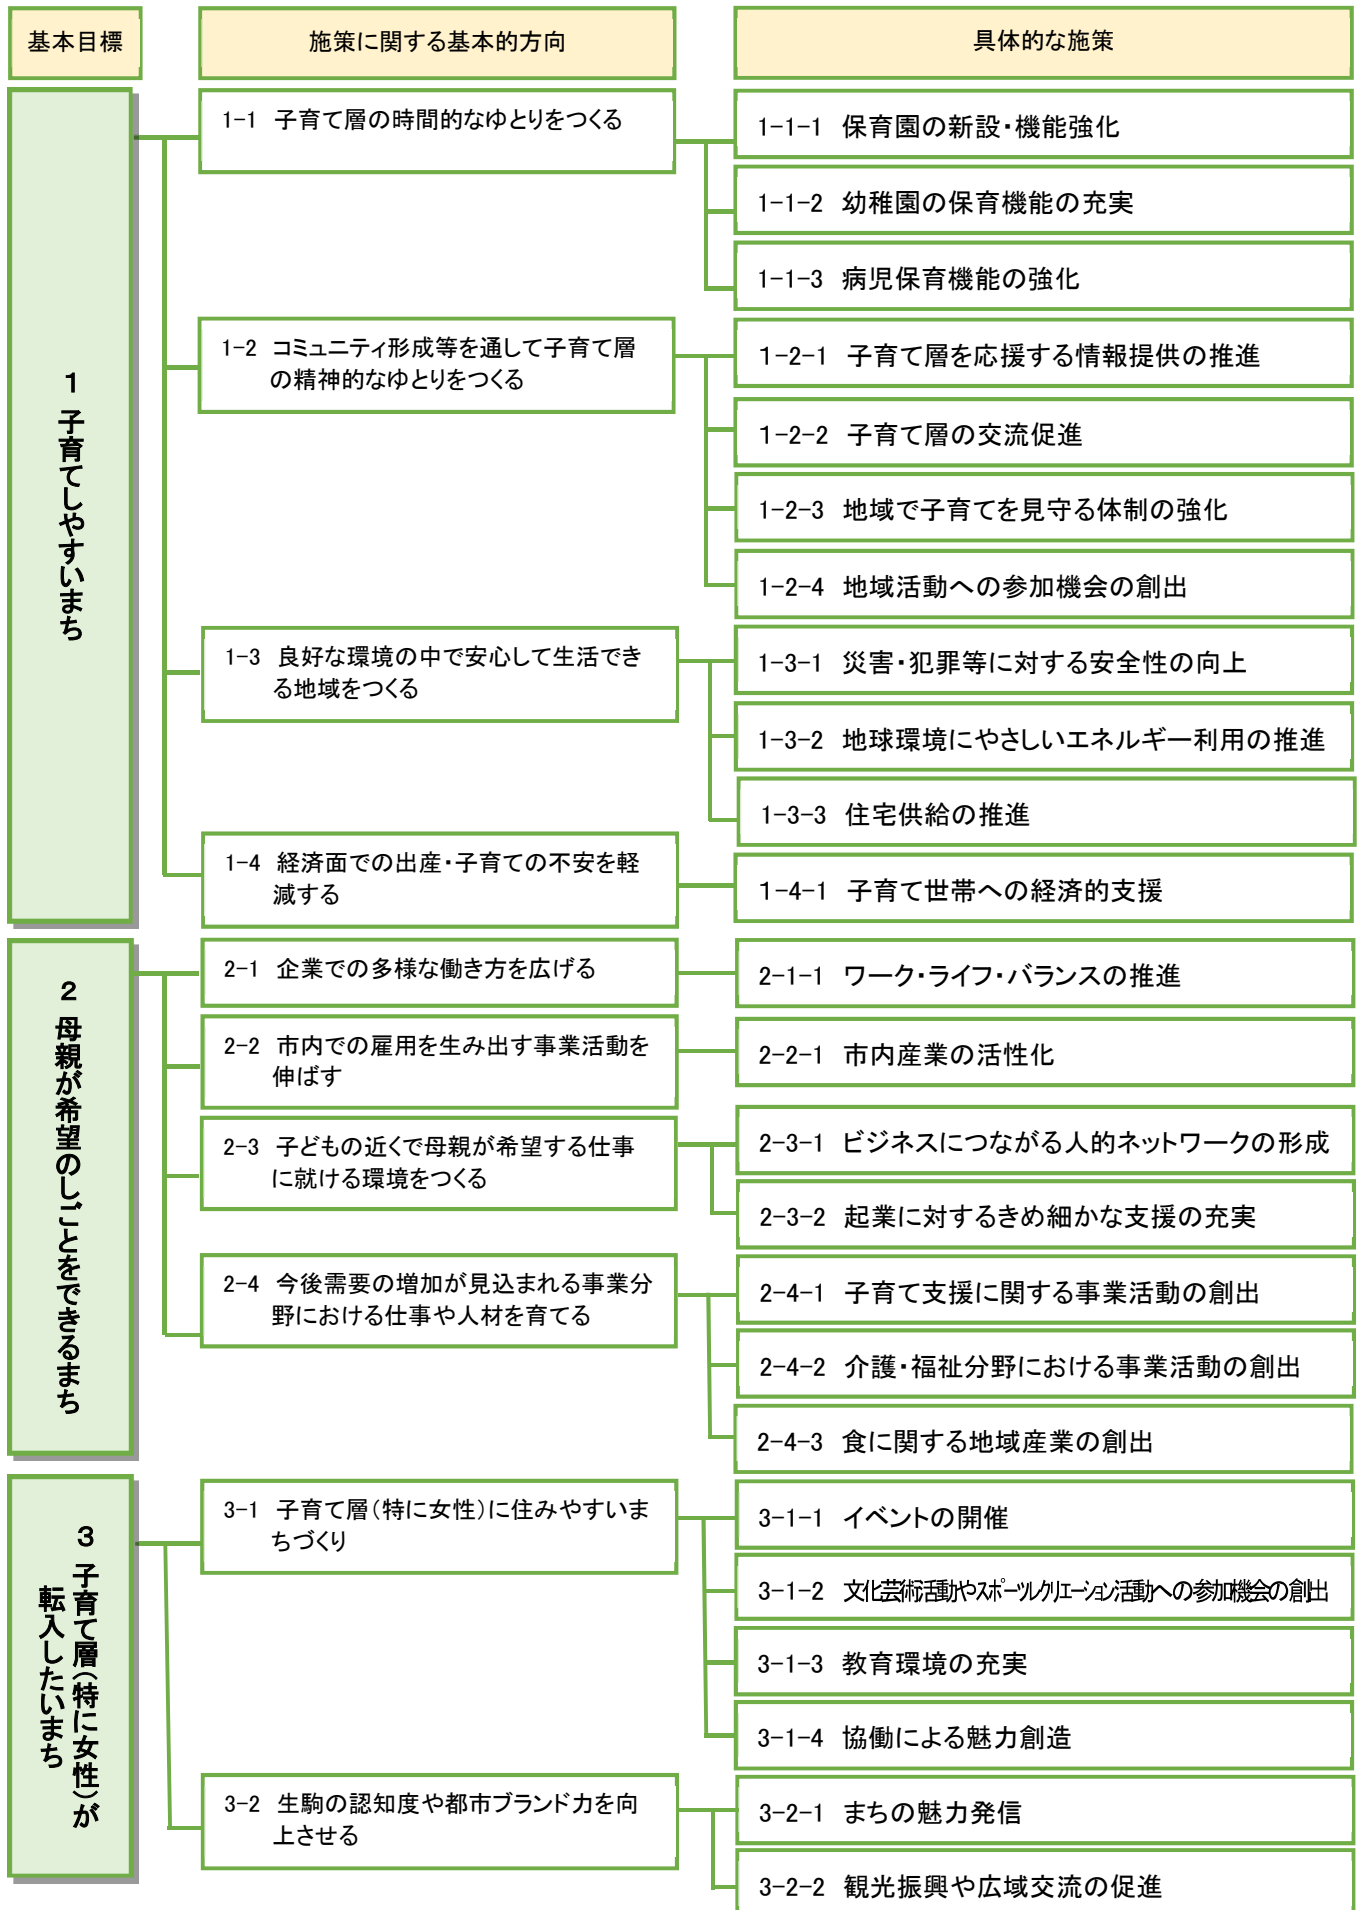 基本目標
施策に関する基本的方向
具体的な施策
1 子育てしやすいまち
1-1 子育て層の時間的なゆとりをつくる
1-1-1 保育園の新設・機能強化
1-1-2 幼稚園の保育機能の充実
1-1-3 病児保育機能の強化
1-2 コミュニティ形成等を通して子育て層
の精神的なゆとりをつくる
1-2-1 子育て層を応援する情報提供の推進
1-2-2 子育て層の交流促進
1-2-3 地域で子育てを見守る体制の強化
1-2-4 地域活動への参加機会の創出
1-3 良好な環境の中で安心して生活でき
る地域をつくる
1-3-1 災害・犯罪等に対する安全性の向上
1-3-2 地球環境にやさしいエネルギー利用の推進
1-3-3 住宅供給の推進
1-4 経済面での出産・子育ての不安を軽
減する
1-4-1 子育て世帯への経済的支援
2 母親が希望のしごとをできるまち
2-1 企業での多様な働き方を広げる
2-1-1 ワーク・ライフ・バランスの推進
2-2 市内での雇用を生み出す事業活動を
伸ばす
2-2-1 市内産業の活性化
2-3 子どもの近くで母親が希望する仕事
に就ける環境をつくる
2-3-1 ビジネスにつながる人的ネットワークの形成
2-3-2 起業に対するきめ細かな支援の充実
2-4 今後需要の増加が見込まれる事業分
野における仕事や人材を育てる
2-4-1 子育て支援に関する事業活動の創出
2-4-2 介護・福祉分野における事業活動の創出
2-4-3 食に関する地域産業の創出
3 子育て層(特に女性)が
転入したいまち
3-1 子育て層(特に女性)に住みやすいま
ちづくり
3-1-1 イベントの開催
3-1-2 文化芸術活動やスポーツレクリエーション活動への参加機会の創出
3-1-3 教育環境の充実
3-1-4 協働による魅力創造
3-2 生駒の認知度や都市ブランド力を向
上させる
3-2-1 まちの魅力発信
3-2-2 観光振興や広域交流の促進